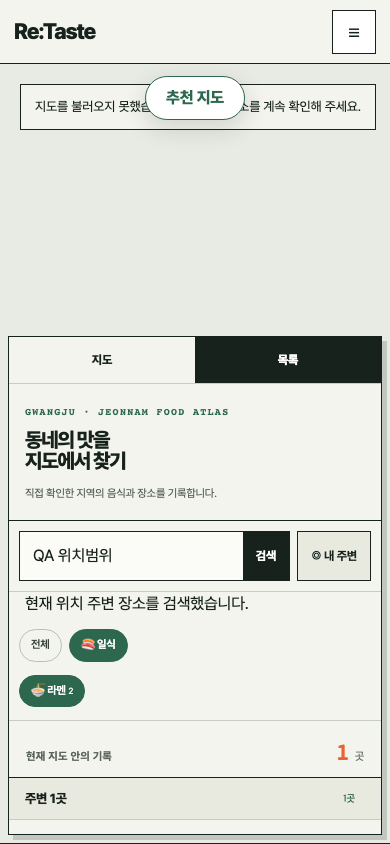 Re:Taste
≡
추천 지도
지도를 불러오지 못했습 소를 계속 확인해 주세요.
지도
목록
GWANGJU · JEONNAM FOOD ATLAS
동네의 맛을
지도에서 찾기
직접 확인한 지역의 음식과 장소를 기록합니다.
QA 위치범위
검색
◎ 내 주변
현재 위치 주변 장소를 검색했습니다.
전체
🍣 일식
🍜 라멘 2
현재 지도 안의 기록
1 곳
주변 1곳
1곳